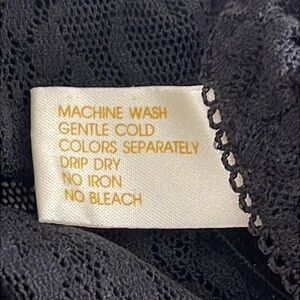 MACHINE WASH
GENTLE COLD
COLORS SEPARATELY
DRIP DRY
NO IRON
NO BLEACH